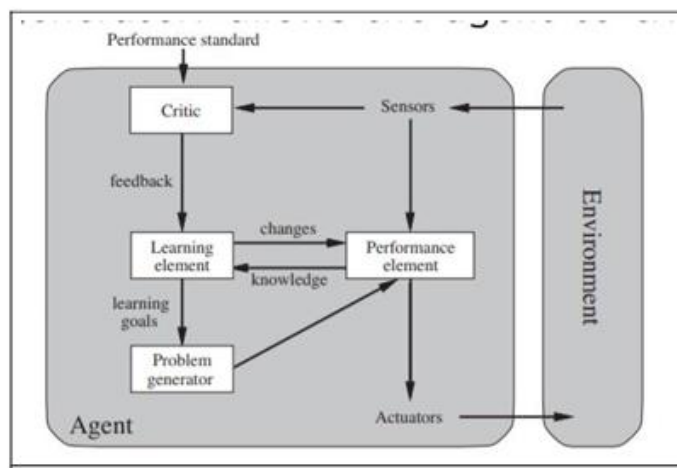 Performance standard
Critic
Sensors
feedback
changes
Learning
element
Performance
element
knowledge
learning
goals
Problem
generator
Agent
Actuators
Environment